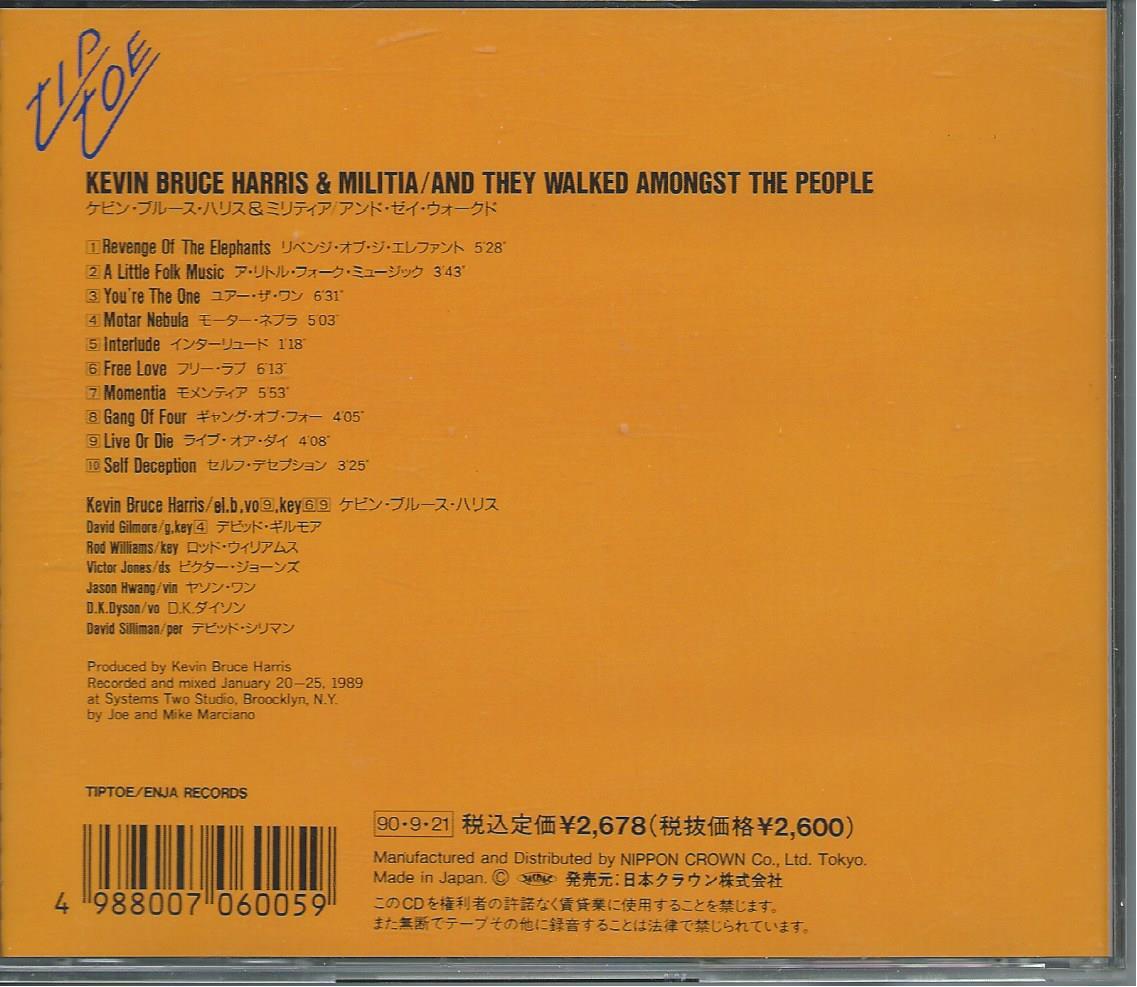 TIP TOE
KEVIN BRUCE HARRIS & MILITIA/AND THEY WALKED AMONGST THE PEOPLE
ケビン・ブルース・ハリス&ミリティア/アンド・ゼイ・ウォークド
1 Revenge Of The Elephants リベンジ・オブ・ジ・エレファント 5'28"
2 A Little Folk Music ア・リトル・フォーク・ミュージック 3'43"
3 You're The One ユアー・ザ・ワン 6'31"
4 Motar Nebula モーター・ネブラ 5'03"
5 Interlude インターリュード 1'18"
6 Free Love フリー・ラブ 6'13"
7 Momentia モメンティア 5'53"
8 Gang Of Four ギャング・オブ・フォー 4'05"
9 Live Or Die ライブ・オア・ダイ 4'08"
10 Self Deception セルフ・デセプション 3'25"
Kevin Bruce Harris/el.b,vo9,key69 ケビン・ブルース・ハリス
David Gilmore/g,key4 デビッド・ギルモア
Rod Williams/key ロッド・ウィリアムス
Victor Jones/ds ビクター・ジョーンズ
Jason Hwang/vin ヤソン・ワン
D.K.Dyson/vo D.K.ダイソン
David Silliman/per デビッド・シリマン
Produced by Kevin Bruce Harris
Recorded and mixed January 20—25, 1989
at Systems Two Studio, Broocklyn, N.Y.
by Joe and Mike Marciano
TIPTOE/ENJA RECORDS
90・9・21 税込定価¥2,678(税抜価格¥2,600)
Manufactured and Distributed by NIPPON CROWN Co., Ltd. Tokyo.
Made in Japan. © 発売元:日本クラウン株式会社
このCDを権利者の許諾なく賃貸業に使用することを禁じます。
また無断でテープその他に録音することは法律で禁じられています。
4 988007 060059